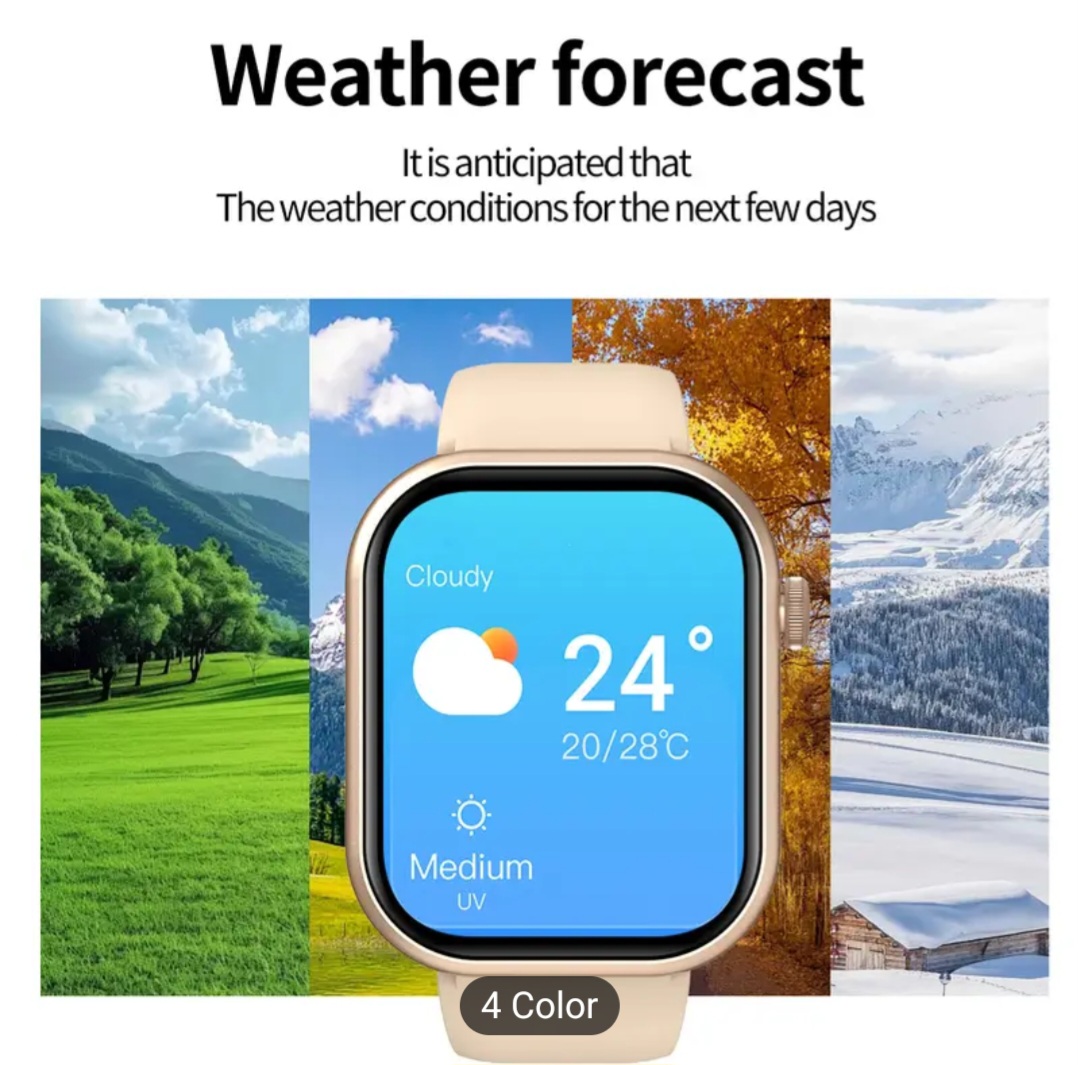 Weather forecast
It is anticipated that
The weather conditions for the next few days
Cloudy
24°
20/28°C
Medium
UV
4 Color